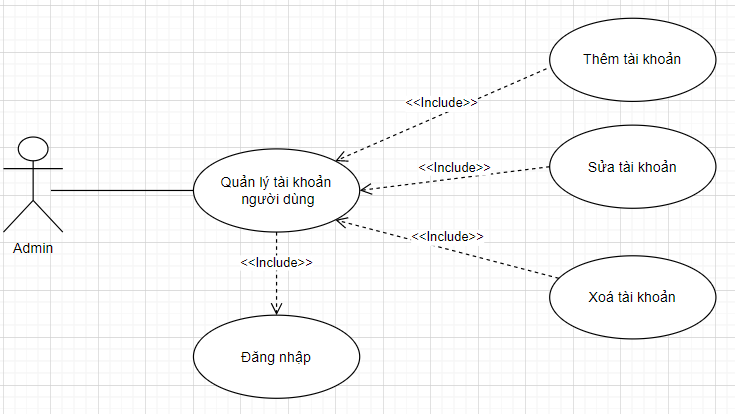 Thêm tài khoản
<<Include>>
<<Include>>
Sửa tài khoản
Quản lý tài khoản
người dùng
Admin
<<Include>>
<<Include>>
Xoá tài khoản
Đăng nhập